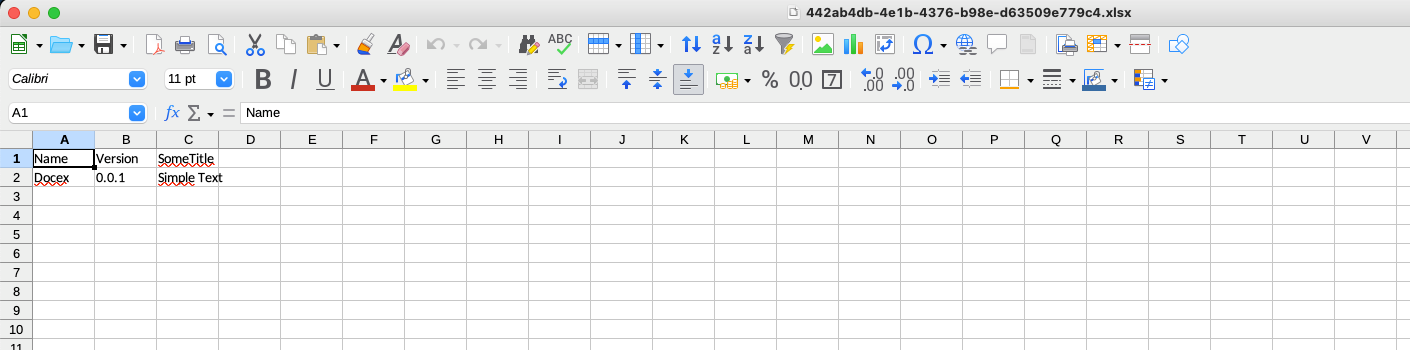 442ab4db-4e1b-4376-b98e-d63509e779c4.xlsx
ABC
Calibri 11 pt B I U A % 0.0 7 .0 .00 .00 .0
A1 fx Σ = Name
A B C D E F G H I J K L M N O P Q R S T U V
1 Name Version SomeTitle
2 Docex 0.0.1 Simple Text
3
4
5
6
7
8
9
10
11